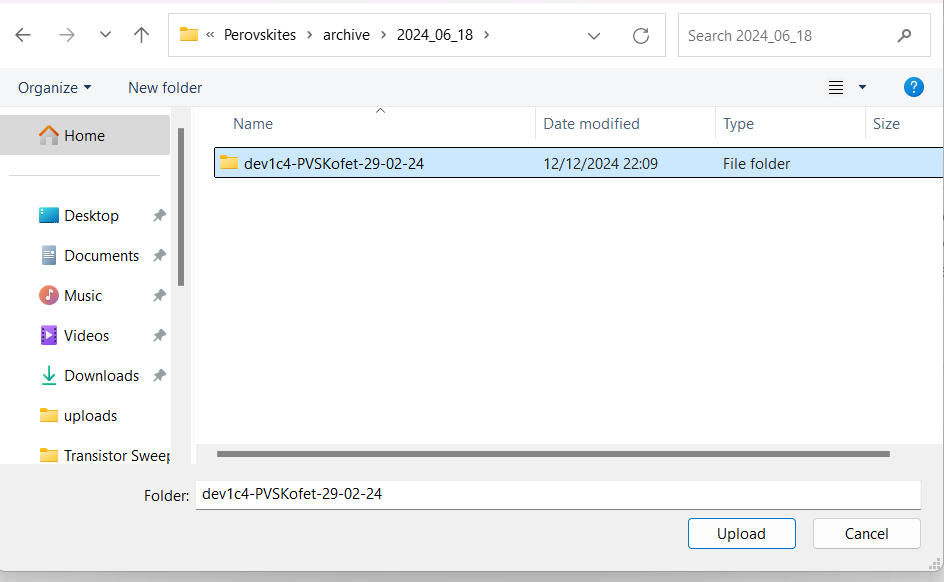 « Perovskites > archive > 2024_06_18 >
Search 2024_06_18
Organize
New folder
?
Name
Date modified
Type
Size
dev1c4-PVSKofet-29-02-24
12/12/2024 22:09
File folder
Home
Desktop
Documents
Music
Videos
Downloads
uploads
Transistor Sweep
Folder:
dev1c4-PVSKofet-29-02-24
Upload
Cancel